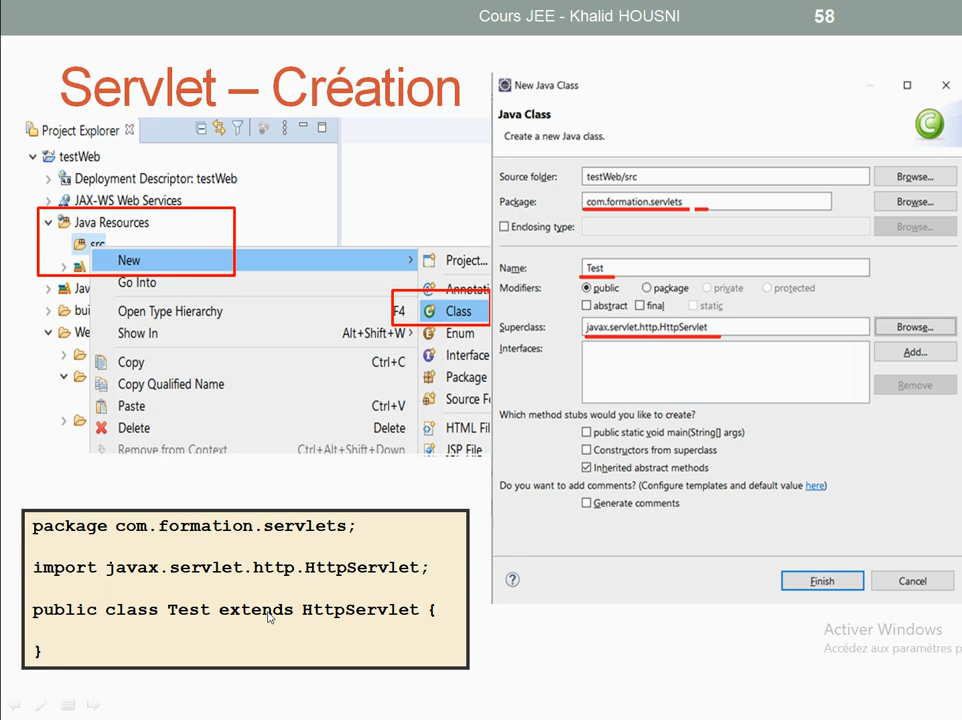 Cours JEE - Khalid HOUSNI
58
Servlet – Création
Project Explorer
testWeb
Deployment Descriptor: testWeb
JAX-WS Web Services
Java Resources
src
New
Project...
Go Into
Open Type Hierarchy F4
Class
Show In Alt+Shift+W
Enum
Interface
Copy Ctrl+C
Copy Qualified Name
Package
Paste Ctrl+V
Source Fo
Delete Delete
HTML Fil
Remove from Context Ctrl+Alt+Shift+Down
JSP File
package com.formation.servlets;
import javax.servlet.http.HttpServlet;
public class Test extends HttpServlet {
}
New Java Class
Java Class
Create a new Java class.
Source folder: testWeb/src Browse...
Package: com.formation.servlets Browse...
Enclosing type: Browse...
Name: Test
Modifiers: public package private protected
abstract final static
Superclass: javax.servlet.http.HttpServlet Browse...
Interfaces: Add...
Remove
Which method stubs would you like to create?
public static void main(String[] args)
Constructors from superclass
Inherited abstract methods
Do you want to add comments? (Configure templates and default value here)
Generate comments
Finish Cancel
Activer Windows
Accédez aux paramètres p